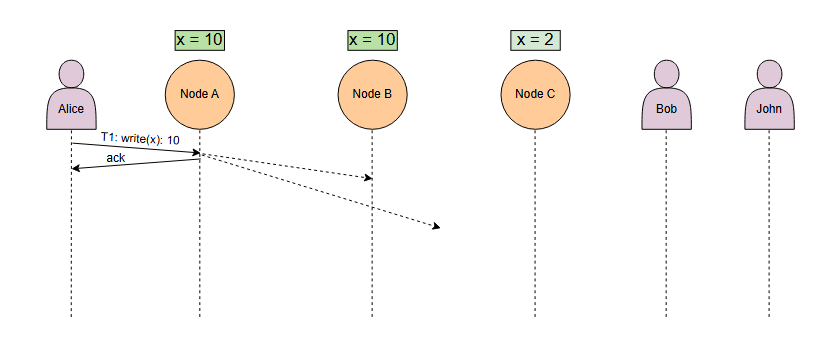 x = 10
x = 10
x = 2
Alice
Node A
Node B
Node C
Bob
John
T1: write(x): 10
ack